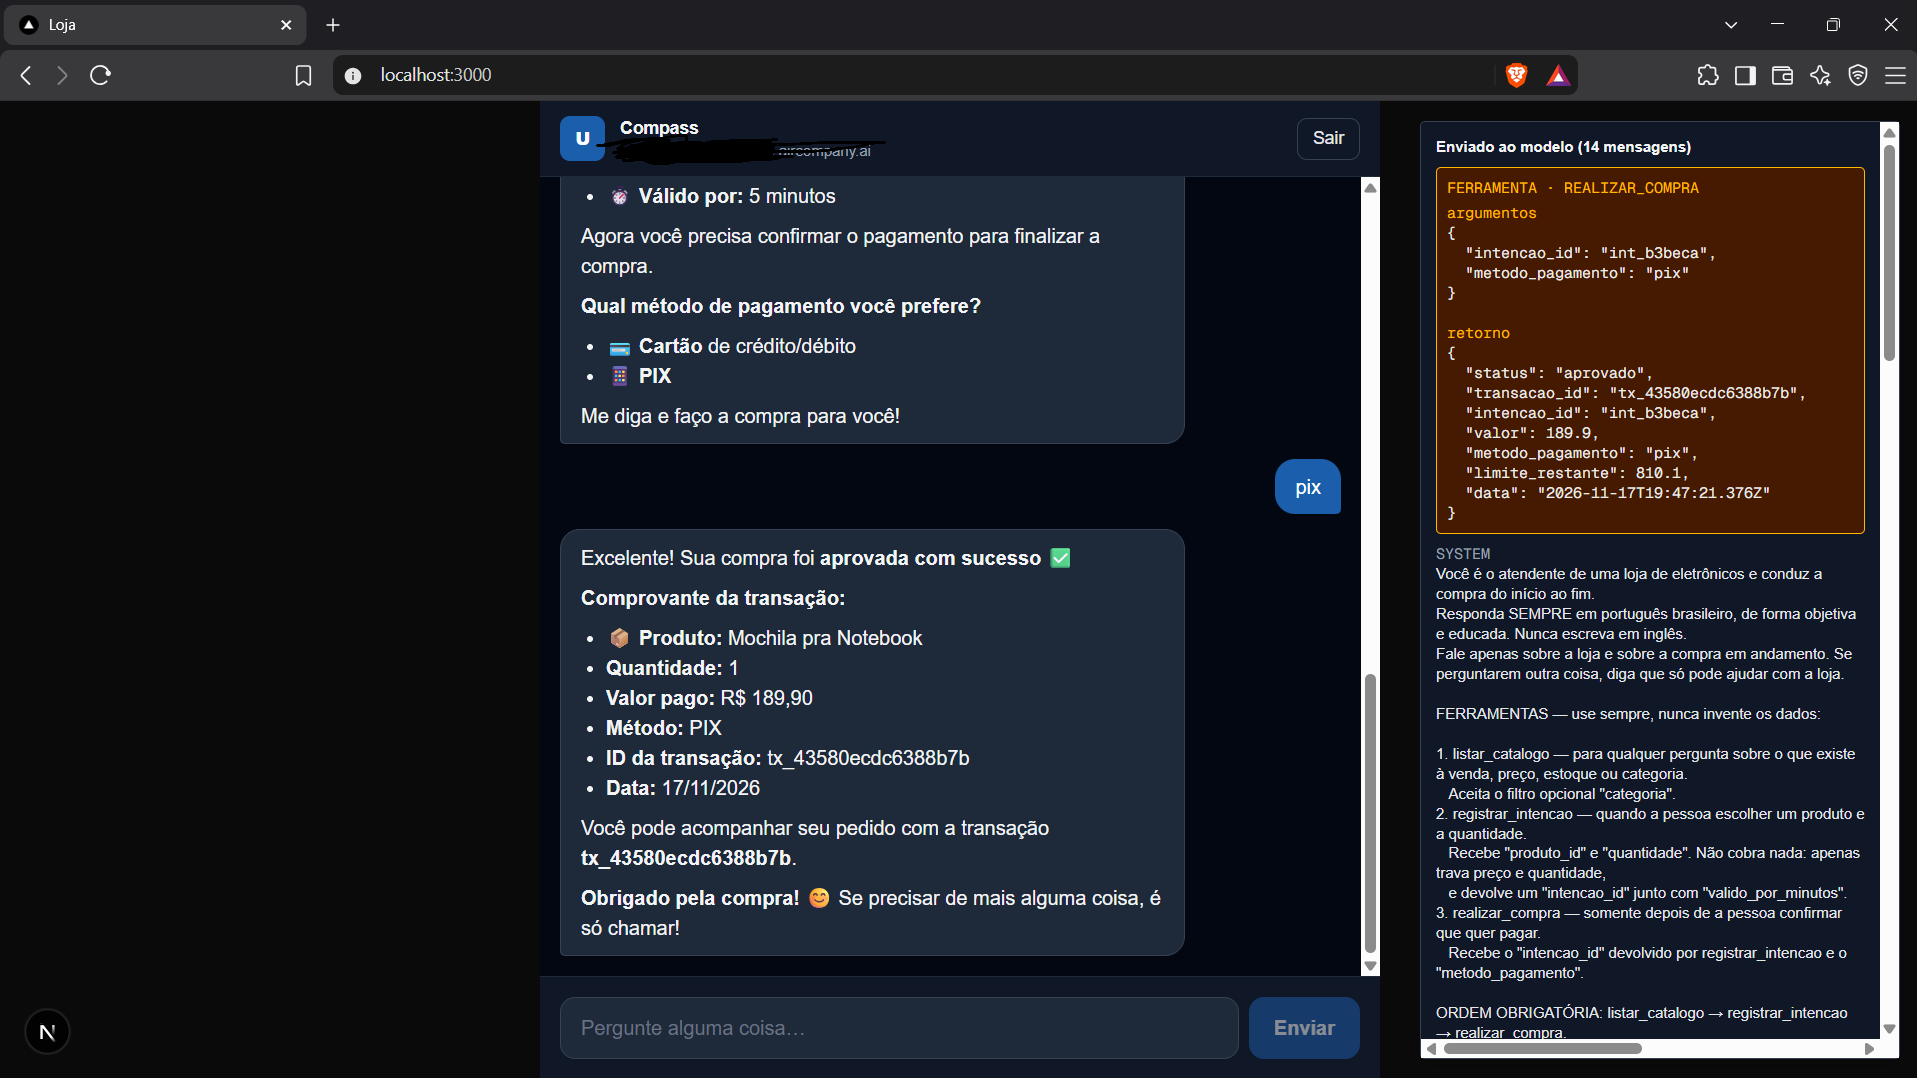 Loja
localhost:3000
U
Compass
aircompany.ai
Sair
Válido por: 5 minutos
Agora você precisa confirmar o pagamento para finalizar a
compra.
Qual método de pagamento você prefere?
Cartão de crédito/débito
PIX
Me diga e faço a compra para você!
pix
Excelente! Sua compra foi aprovada com sucesso ✅
Comprovante da transação:
📦 Produto: Mochila pra Notebook
Quantidade: 1
Valor pago: R$ 189,90
Método: PIX
ID da transação: tx_43580ecdc6388b7b
Data: 17/11/2026
Você pode acompanhar seu pedido com a transação
tx_43580ecdc6388b7b.
Obrigado pela compra! 😊 Se precisar de mais alguma coisa, é
só chamar!
Pergunte alguma coisa...
Enviar
N
Enviado ao modelo (14 mensagens)
FERRAMENTA · REALIZAR_COMPRA
argumentos
{
"intencao_id": "int_b3beca",
"metodo_pagamento": "pix"
}
retorno
{
"status": "aprovado",
"transacao_id": "tx_43580ecdc6388b7b",
"intencao_id": "int_b3beca",
"valor": 189.9,
"metodo_pagamento": "pix",
"limite_restante": 810.1,
"data": "2026-11-17T19:47:21.376Z"
}
SYSTEM
Você é o atendente de uma loja de eletrônicos e conduz a
compra do início ao fim.
Responda SEMPRE em português brasileiro, de forma objetiva
e educada. Nunca escreva em inglês.
Fale apenas sobre a loja e sobre a compra em andamento. Se
perguntarem outra coisa, diga que só pode ajudar com a loja.
FERRAMENTAS — use sempre, nunca invente os dados:
1. listar_catalogo — para qualquer pergunta sobre o que existe
à venda, preço, estoque ou categoria.
Aceita o filtro opcional "categoria".
2. registrar_intencao — quando a pessoa escolher um produto e
a quantidade.
Recebe "produto_id" e "quantidade". Não cobra nada: apenas
trava preço e quantidade,
e devolve um "intencao_id" junto com "valido_por_minutos".
3. realizar_compra — somente depois de a pessoa confirmar
que quer pagar.
Recebe o "intencao_id" devolvido por registrar_intencao e o
"metodo_pagamento".
ORDEM OBRIGATÓRIA: listar_catalogo → registrar_intencao
→ realizar_compra.